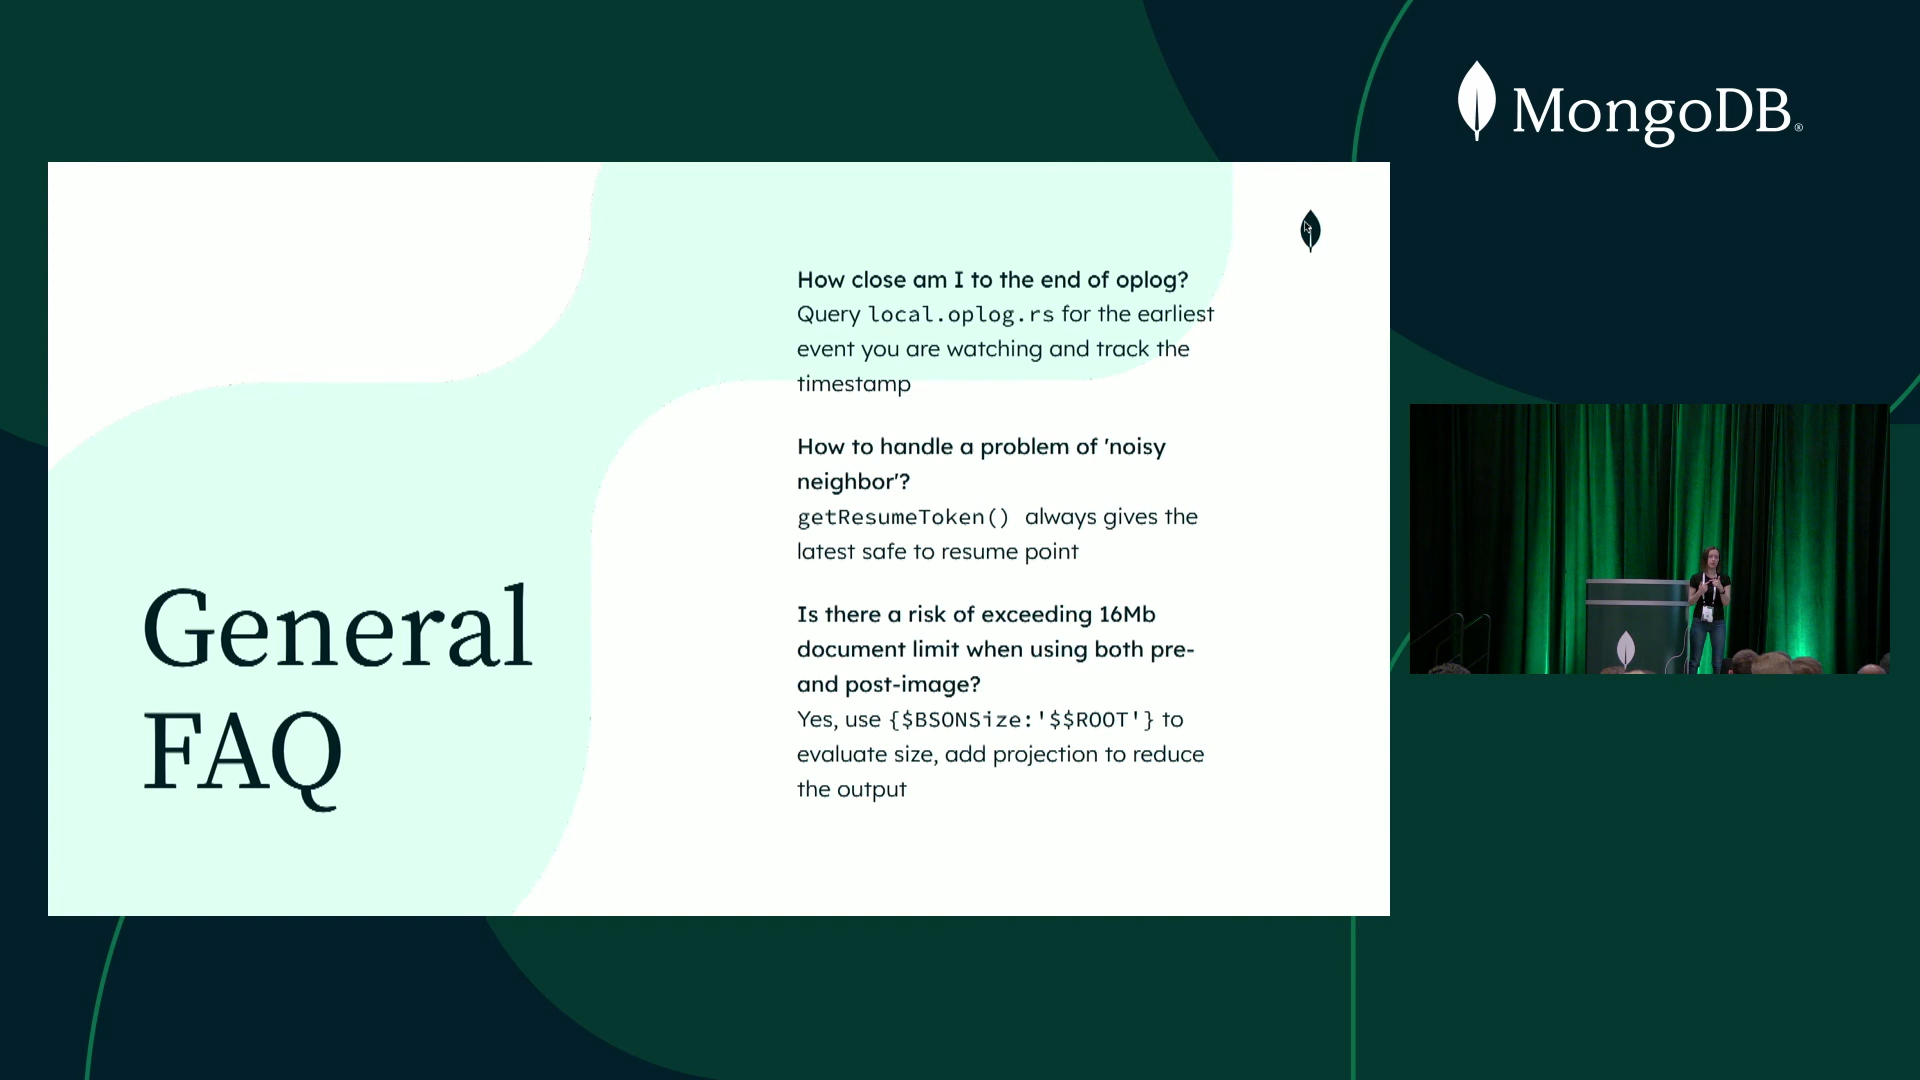 MongoDB®
General
FAQ
How close am I to the end of oplog?
Query local.oplog.rs for the earliest
event you are watching and track the
timestamp
How to handle a problem of 'noisy
neighbor'?
getResumeToken() always gives the
latest safe to resume point
Is there a risk of exceeding 16Mb
document limit when using both pre-
and post-image?
Yes, use {$BSONSize:'$$ROOT'} to
evaluate size, add projection to reduce
the output